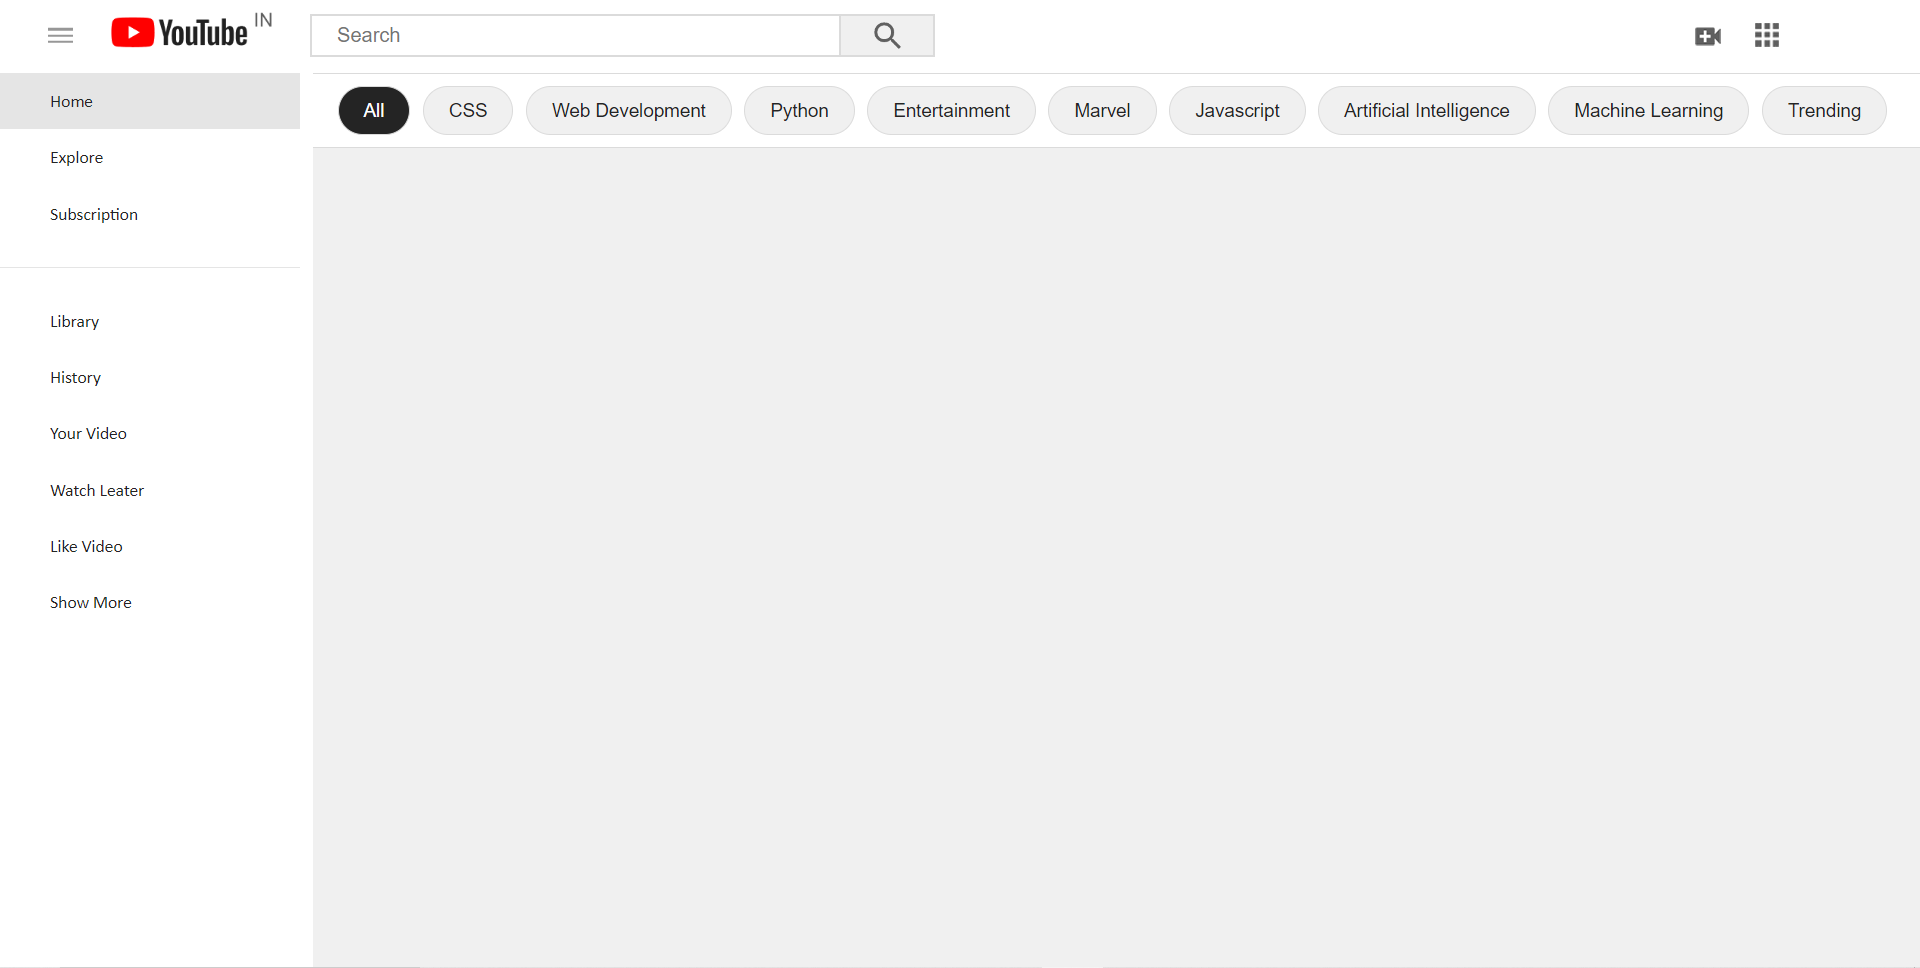 YouTube IN
Search
Home
Explore
Subscription
Library
History
Your Video
Watch Leater
Like Video
Show More
All CSS Web Development Python Entertainment Marvel Javascript Artificial Intelligence Machine Learning Trending